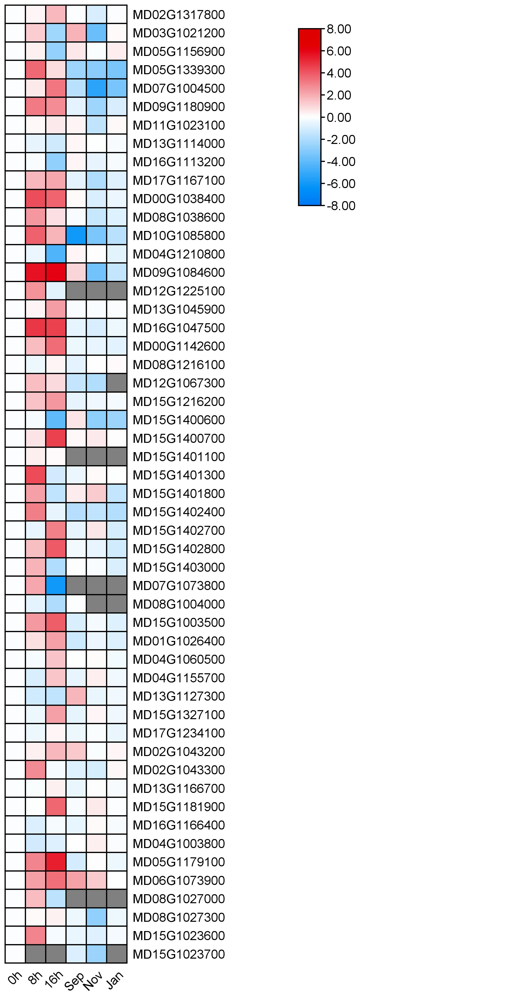 MD02G1317800
MD03G1021200
MD05G1156900
MD05G1339300
MD07G1004500
MD09G1180900
MD11G1023100
MD13G1114000
MD16G1113200
MD17G1167100
MD00G1038400
MD08G1038600
MD10G1085800
MD04G1210800
MD09G1084600
MD12G1225100
MD13G1045900
MD16G1047500
MD00G1142600
MD08G1216100
MD12G1067300
MD15G1216200
MD15G1400600
MD15G1400700
MD15G1401100
MD15G1401300
MD15G1401800
MD15G1402400
MD15G1402700
MD15G1402800
MD15G1403000
MD07G1073800
MD08G1004000
MD15G1003500
MD01G1026400
MD04G1060500
MD04G1155700
MD13G1127300
MD15G1327100
MD17G1234100
MD02G1043200
MD02G1043300
MD13G1166700
MD15G1181900
MD16G1166400
MD04G1003800
MD05G1179100
MD06G1073900
MD08G1027000
MD08G1027300
MD15G1023600
MD15G1023700
0h 8h 16h Sep Nov Jan
8.00
6.00
4.00
2.00
0.00
-2.00
-4.00
-6.00
-8.00